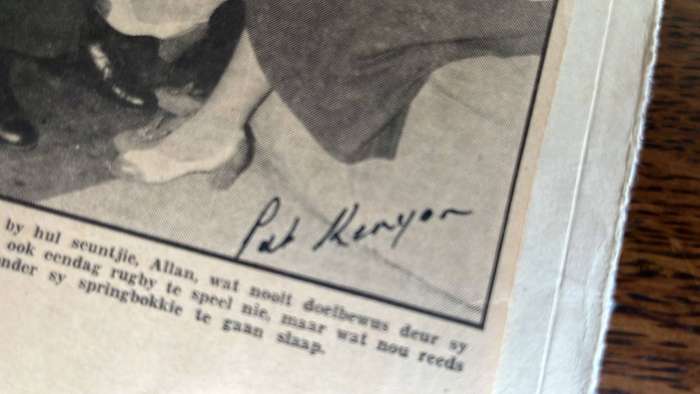 Pat Kenyon
by hul seuntjie, Allan, wat nooit doelbewus deur sy
ook eendag rugby te speel nie, maar wat nou reeds
nder sy springbokkie te gaan slaap.